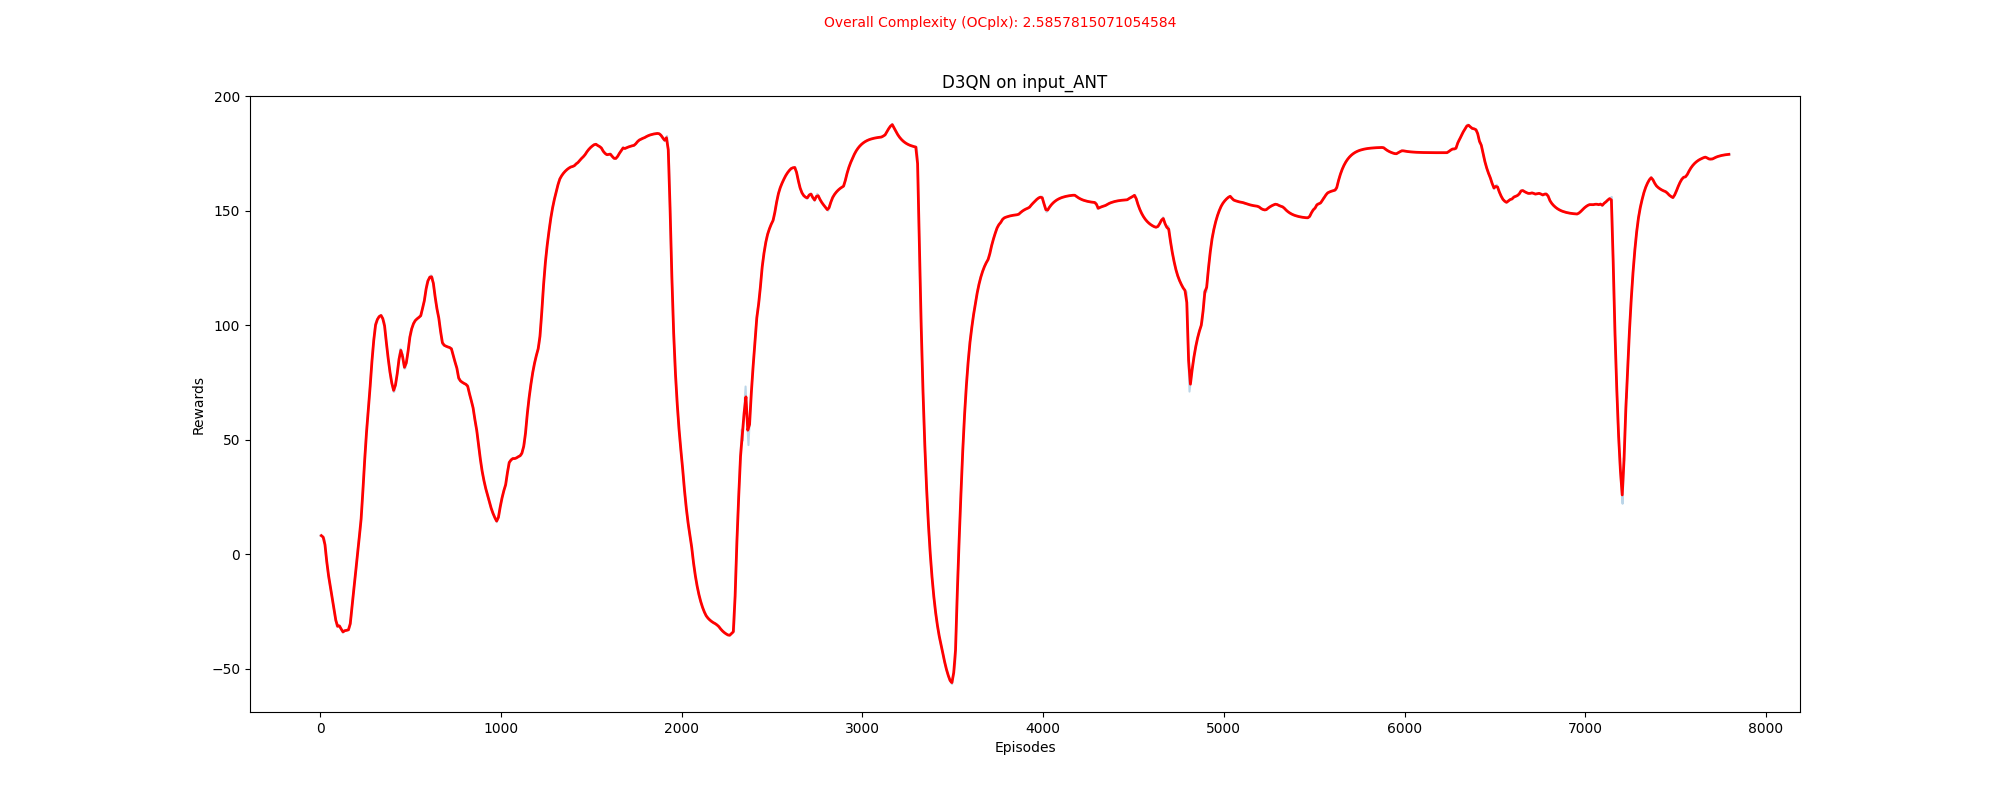 Overall Complexity (OCplx): 2.5857815071054584
D3QN on input_ANT
200
150
100
50
0
−50
Rewards
0 1000 2000 3000 4000 5000 6000 7000 8000
Episodes